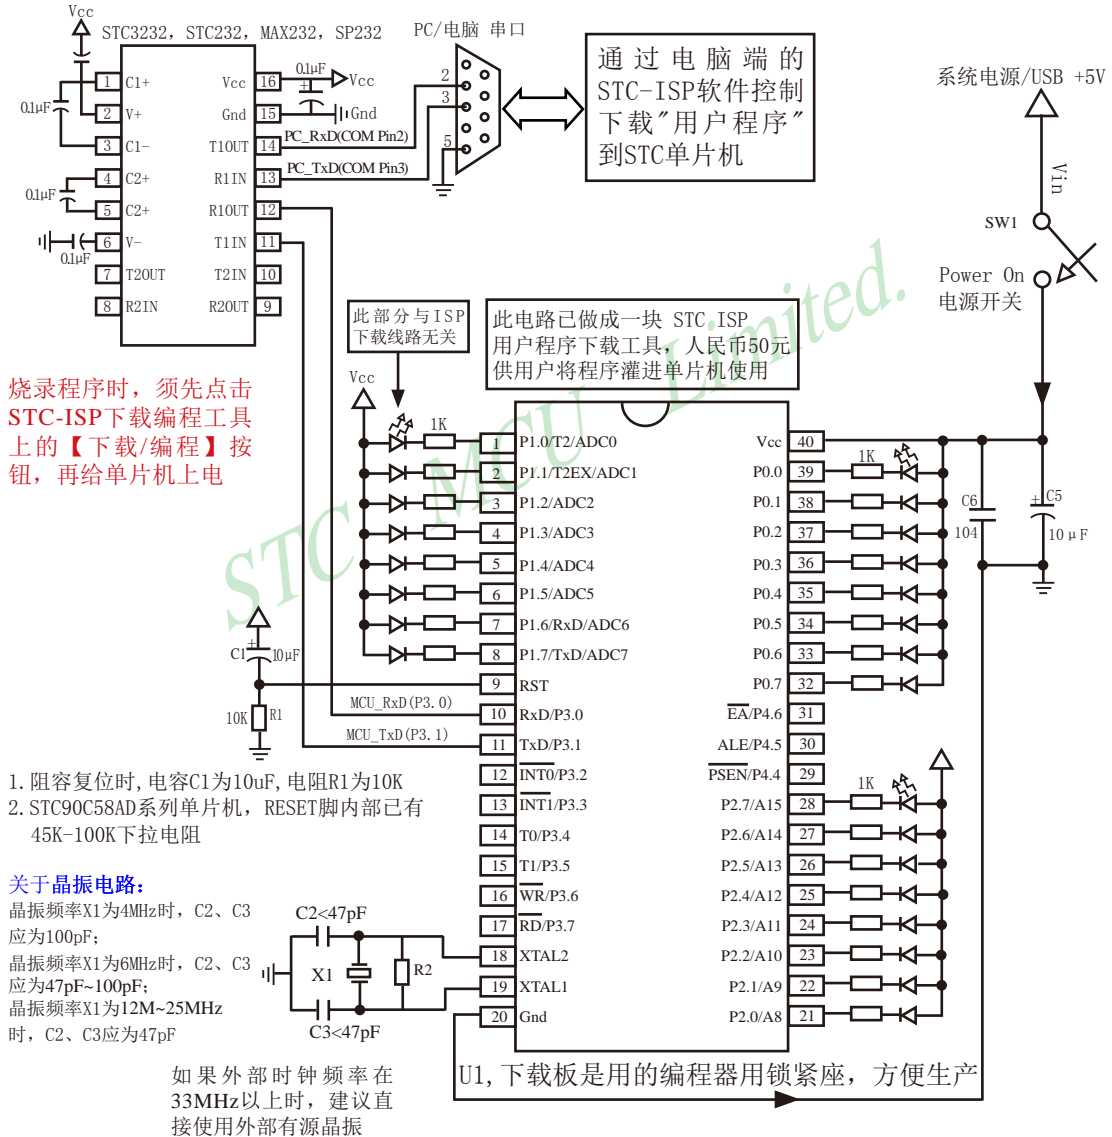 Vcc
STC3232, STC232, MAX232, SP232
PC/电脑 串口
1 C1+
2 V+
3 C1-
4 C2+
5 C2+
6 V-
7 T2OUT
8 R2IN
Vcc 16
Gnd 15
T1OUT 14
R1IN 13
R1OUT 12
T1IN 11
T2IN 10
R2OUT 9
0.1μF
0.1μF
0.1μF
0.1μF
Vcc
Gnd
PC_RxD(COM Pin2)
PC_TxD(COM Pin3)
2
3
5
通过电脑端的
STC-ISP软件控制
下载"用户程序"
到STC单片机
系统电源/USB +5V
Vin
SW1
Power On
电源开关
此部分与ISP
下载线路无关
此电路已做成一块 STC ISP
用户程序下载工具，人民币50元
供用户将程序灌进单片机使用
STC MCU Limited.
烧录程序时，须先点击
STC-ISP下载编程工具
上的【下载/编程】按
钮，再给单片机上电
Vcc
1K
1 P1.0/T2/ADC0
2 P1.1/T2EX/ADC1
3 P1.2/ADC2
4 P1.3/ADC3
5 P1.4/ADC4
6 P1.5/ADC5
7 P1.6/RxD/ADC6
8 P1.7/TxD/ADC7
9 RST
10 RxD/P3.0
11 TxD/P3.1
12 INT0/P3.2
13 INT1/P3.3
14 T0/P3.4
15 T1/P3.5
16 WR/P3.6
17 RD/P3.7
18 XTAL2
19 XTAL1
20 Gnd
Vcc 40
P0.0 39
P0.1 38
P0.2 37
P0.3 36
P0.4 35
P0.5 34
P0.6 33
P0.7 32
EA/P4.6 31
ALE/P4.5 30
PSEN/P4.4 29
P2.7/A15 28
P2.6/A14 27
P2.5/A13 26
P2.4/A12 25
P2.3/A11 24
P2.2/A10 23
P2.1/A9 22
P2.0/A8 21
1K
C6
104
+ C5
10μF
1K
+
C1 10μF
10K R1
MCU_RxD(P3.0)
MCU_TxD(P3.1)
1. 阻容复位时,电容C1为10uF,电阻R1为10K
2. STC90C58AD系列单片机，RESET脚内部已有
45K-100K下拉电阻
关于晶振电路：
晶振频率X1为4MHz时，C2、C3
应为100pF；
晶振频率X1为6MHz时，C2、C3
应为47pF~100pF；
晶振频率X1为12M~25MHz
时，C2、C3应为47pF
C2<47pF
X1
R2
C3<47pF
如果外部时钟频率在
33MHz以上时，建议直
接使用外部有源晶振
U1,下载板是用的编程器用锁紧座，方便生产